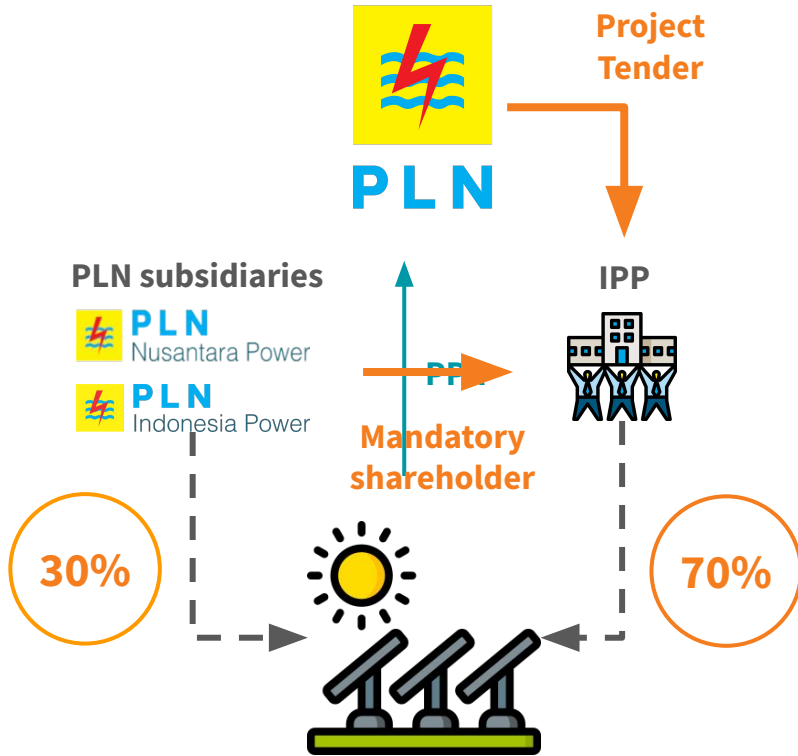 Project
Tender
PLN
PLN subsidiaries
IPP
PLN
Nusantara Power
PLN
Indonesia Power
Mandatory
shareholder
30%
70%